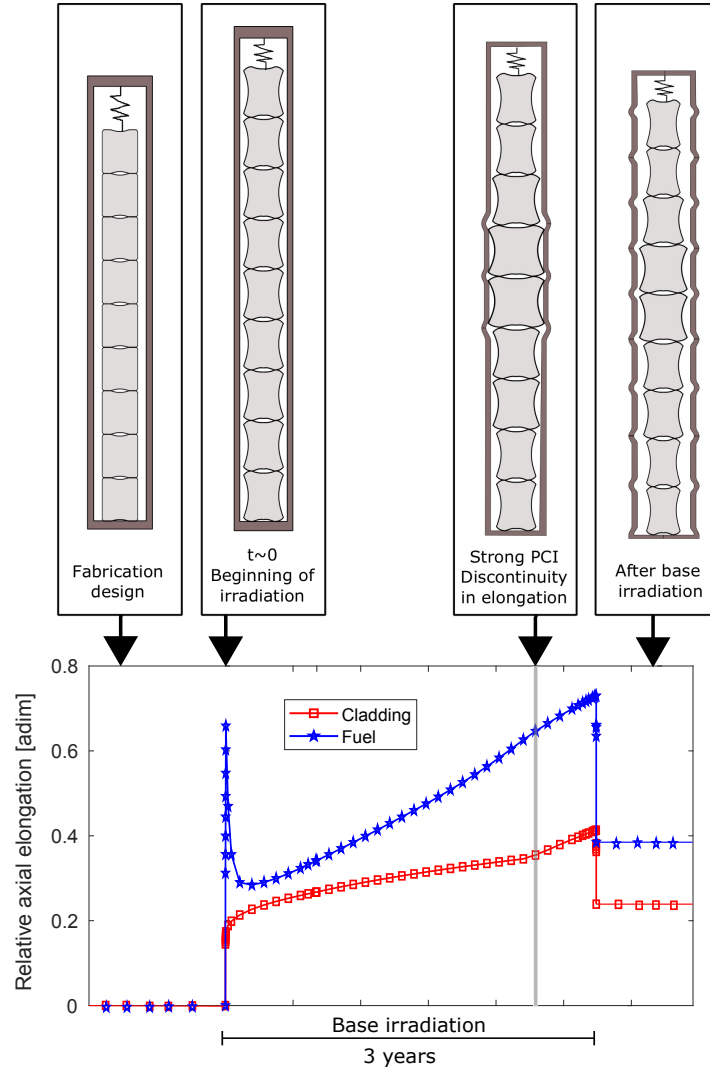 Fabrication
design
t~0
Beginning of
irradiation
Strong PCI
Discontinuity
in elongation
After base
irradiation
Relative axial elongation [adim]
0.8
0.6
0.4
0.2
0
Cladding
Fuel
Base irradiation
3 years